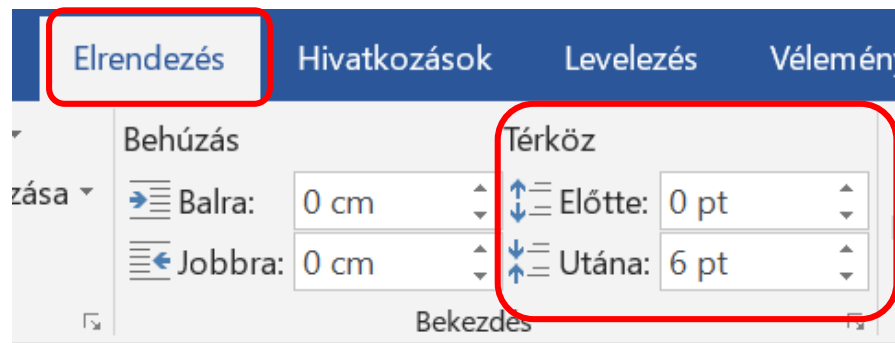 Elrendezés Hivatkozások Levelezés Vélemény
Behúzás Térköz
zása Balra: 0 cm Előtte: 0 pt
Jobbra: 0 cm Utána: 6 pt
Bekezdés